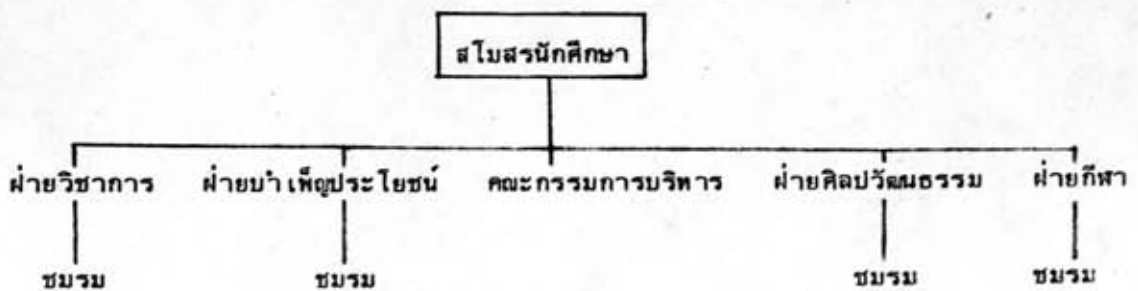 สโมสรนักศึกษา
ฝ่ายวิชาการ ฝ่ายบำเพ็ญประโยชน์ คณะกรรมการบริหาร ฝ่ายศิลปวัฒนธรรม ฝ่ายกีฬา
ชมรม ชมรม ชมรม ชมรม